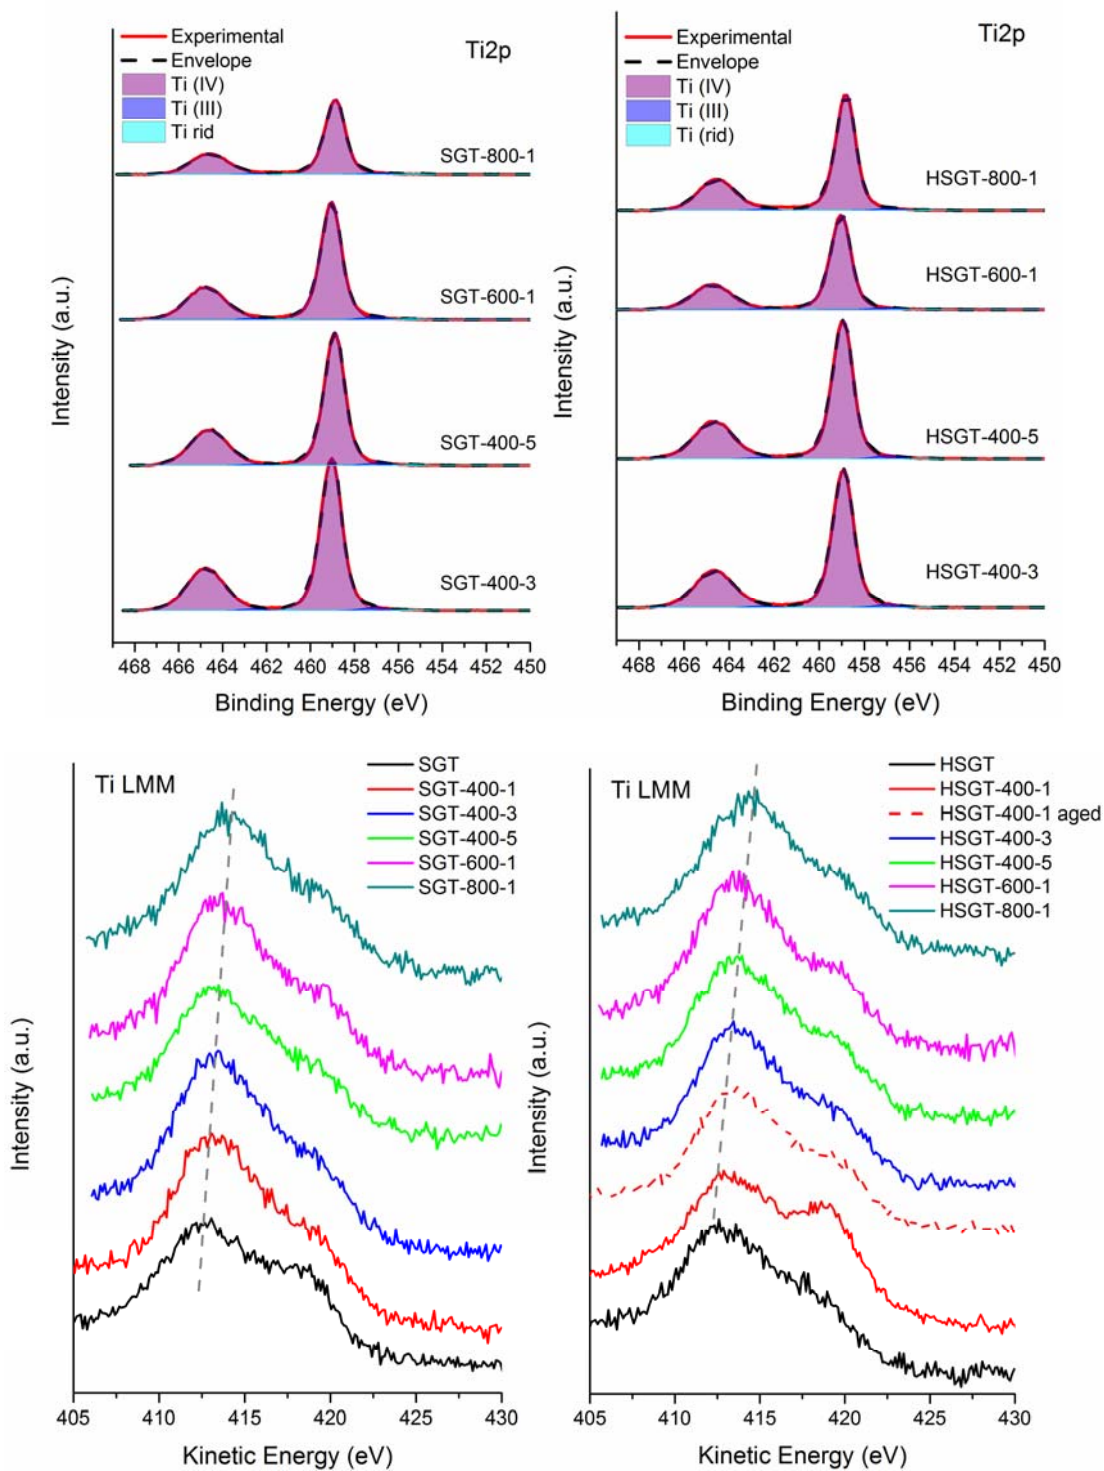 Experimental
Envelope
Ti (IV)
Ti (III)
Ti rid
Ti2p
SGT-800-1
SGT-600-1
SGT-400-5
SGT-400-3
Intensity (a.u.)
468 466 464 462 460 458 456 454 452 450
Binding Energy (eV)
Experimental
Envelope
Ti (IV)
Ti (III)
Ti (rid)
Ti2p
HSGT-800-1
HSGT-600-1
HSGT-400-5
HSGT-400-3
Intensity (a.u.)
468 466 464 462 460 458 456 454 452 450
Binding Energy (eV)
Ti LMM
SGT
SGT-400-1
SGT-400-3
SGT-400-5
SGT-600-1
SGT-800-1
Intensity (a.u.)
405 410 415 420 425 430
Kinetic Energy (eV)
Ti LMM
HSGT
HSGT-400-1
HSGT-400-1 aged
HSGT-400-3
HSGT-400-5
HSGT-600-1
HSGT-800-1
Intensity (a.u.)
405 410 415 420 425 430
Kinetic Energy (eV)